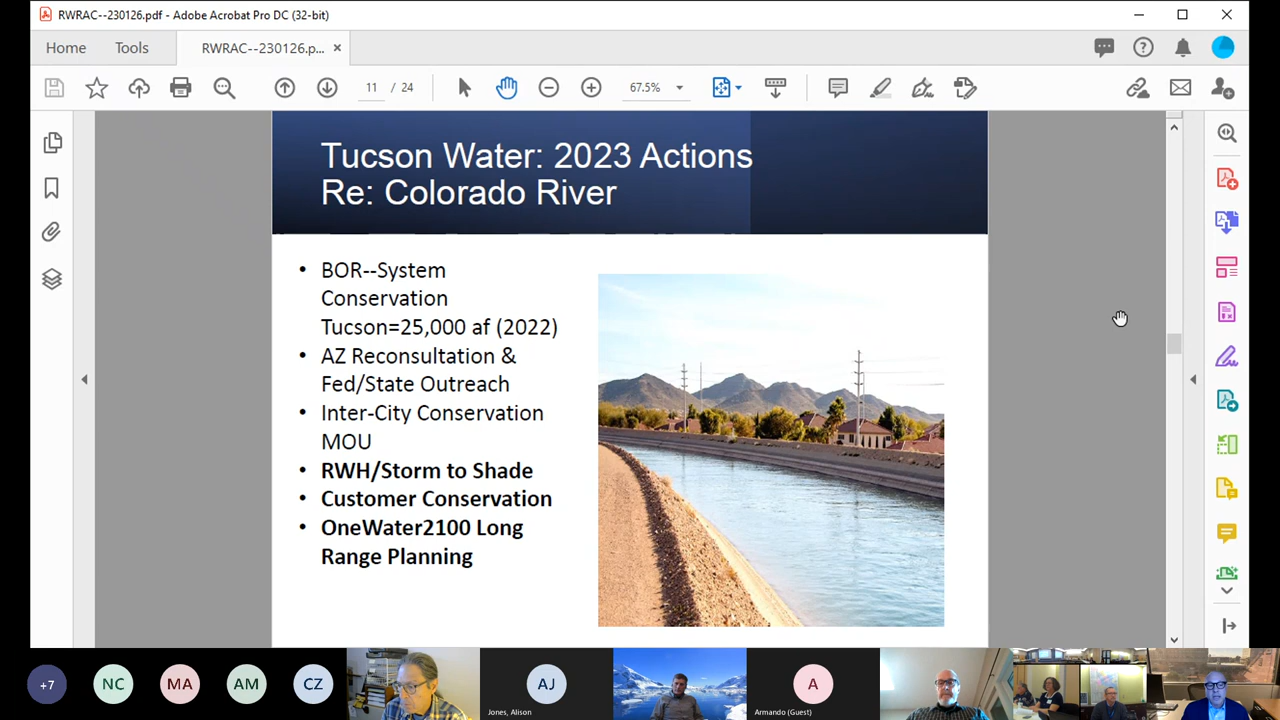 RWRAC--230126.pdf - Adobe Acrobat Pro DC (32-bit)
Home Tools RWRAC--230126.p... ×
11 / 24 67.5%
Tucson Water: 2023 Actions
Re: Colorado River
• BOR--System
Conservation
Tucson=25,000 af (2022)
• AZ Reconsultation &
Fed/State Outreach
• Inter-City Conservation
MOU
• RWH/Storm to Shade
• Customer Conservation
• OneWater2100 Long
Range Planning
+7 NC MA AM CZ AJ A
Jones, Alison Armando (Guest)